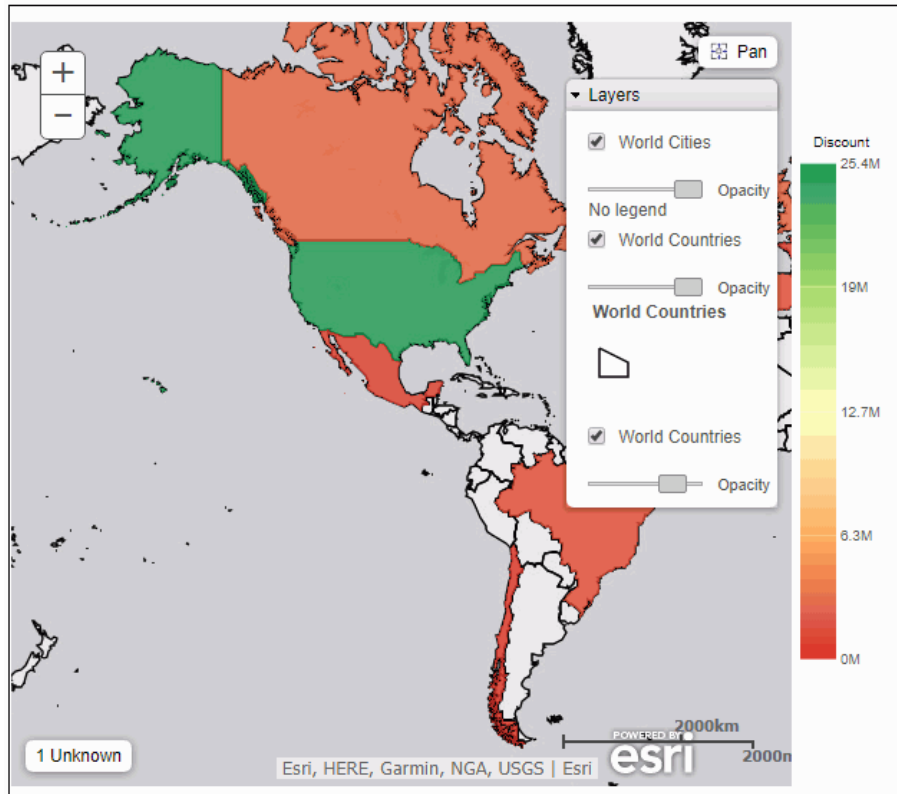 +
Pan
−
Layers
World Cities
Discount
25.4M
Opacity
No legend
World Countries
Opacity
19M
World Countries
12.7M
World Countries
Opacity
6.3M
0M
2000km
1 Unknown
POWERED BY
esri
2000m
Esri, HERE, Garmin, NGA, USGS | Esri